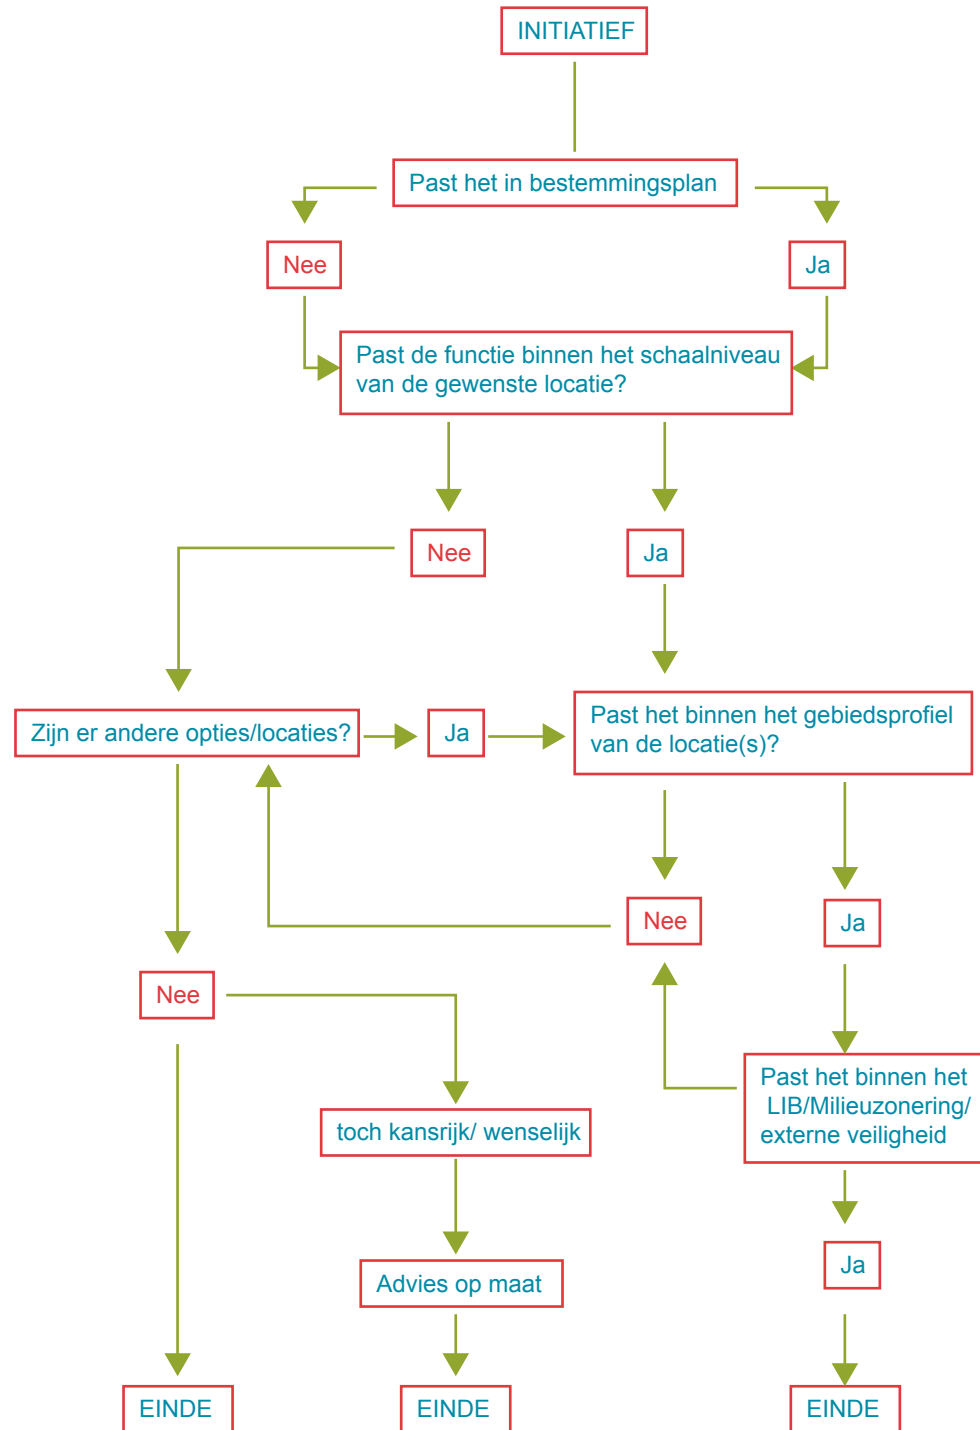 INITIATIEF
Past het in bestemmingsplan
Nee
Ja
Past de functie binnen het schaalniveau
van de gewenste locatie?
Nee
Ja
Zijn er andere opties/locaties?
Ja
Past het binnen het gebiedsprofiel
van de locatie(s)?
Nee
Ja
Nee
Past het binnen het
LIB/Milieuzonering/
externe veiligheid
toch kansrijk/ wenselijk
Ja
Advies op maat
EINDE
EINDE
EINDE